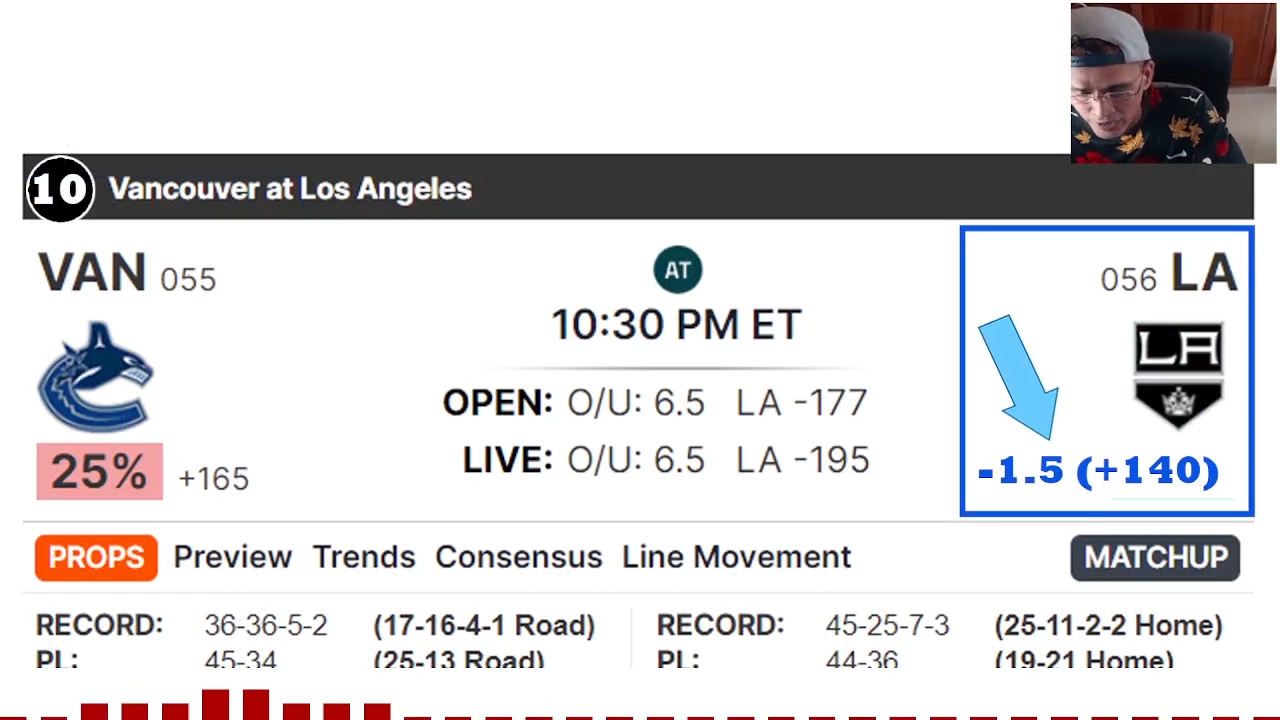 10 Vancouver at Los Angeles
VAN 055
AT
056 LA
10:30 PM ET
LA
OPEN: O/U: 6.5 LA -177
LIVE: O/U: 6.5 LA -195
25% +165
-1.5 (+140)
PROPS Preview Trends Consensus Line Movement MATCHUP
RECORD: 36-36-5-2 (17-16-4-1 Road) RECORD: 45-25-7-3 (25-11-2-2 Home)
PL: 45-34 (25-13 Road) PL: 44-36 (19-21 Home)